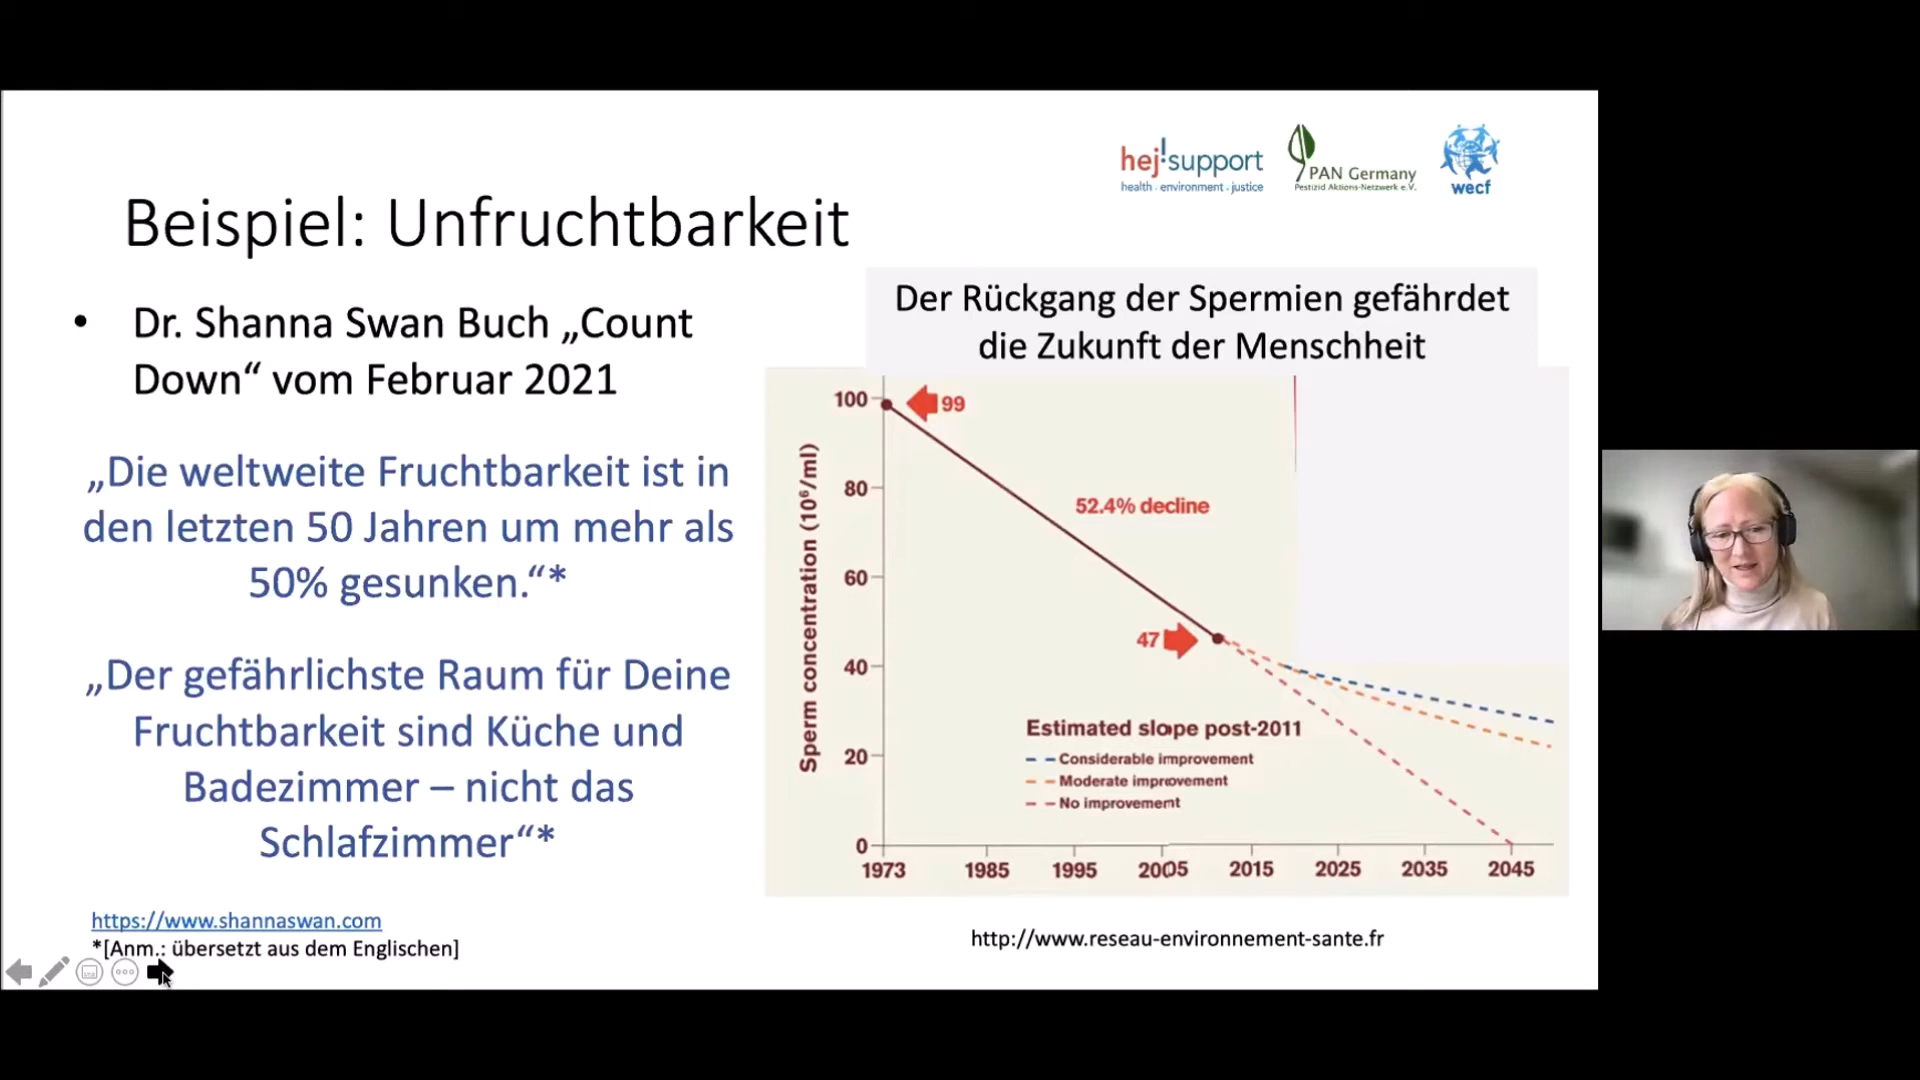 hej!support
health . environment . justice
PAN Germany
Pestizid Aktions-Netzwerk e.V.
wecf
Beispiel: Unfruchtbarkeit
• Dr. Shanna Swan Buch „Count
Down“ vom Februar 2021
„Die weltweite Fruchtbarkeit ist in
den letzten 50 Jahren um mehr als
50% gesunken.“*
„Der gefährlichste Raum für Deine
Fruchtbarkeit sind Küche und
Badezimmer – nicht das
Schlafzimmer“*
https://www.shannaswan.com
*[Anm.: übersetzt aus dem Englischen]
Der Rückgang der Spermien gefährdet
die Zukunft der Menschheit
Sperm concentration (10⁶/ml)
100
80
60
40
20
0
99
52.4% decline
47
Estimated slope post-2011
Considerable improvement
Moderate improvement
No improvement
1973 1985 1995 2005 2015 2025 2035 2045
http://www.reseau-environnement-sante.fr